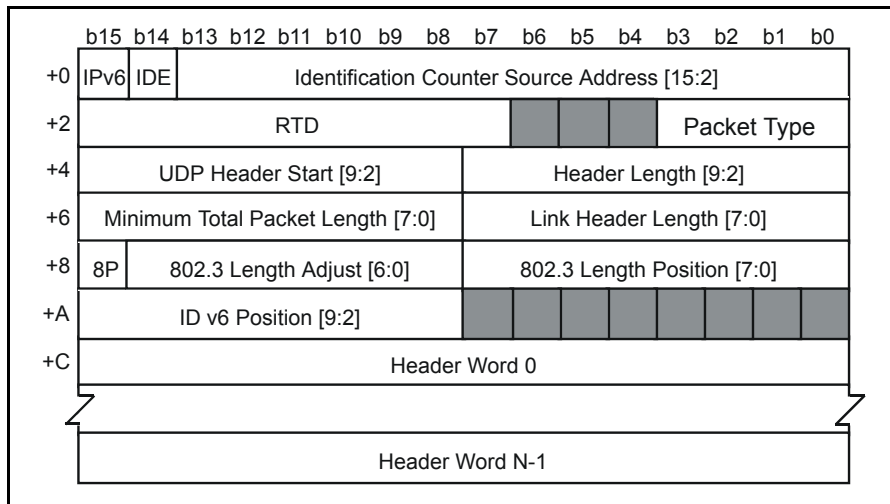 b15 b14 b13 b12 b11 b10 b9 b8 b7 b6 b5 b4 b3 b2 b1 b0
+0 IPv6 IDE Identification Counter Source Address [15:2]
+2 RTD Packet Type
+4 UDP Header Start [9:2] Header Length [9:2]
+6 Minimum Total Packet Length [7:0] Link Header Length [7:0]
+8 8P 802.3 Length Adjust [6:0] 802.3 Length Position [7:0]
+A ID v6 Position [9:2]
+C Header Word 0
Header Word N-1